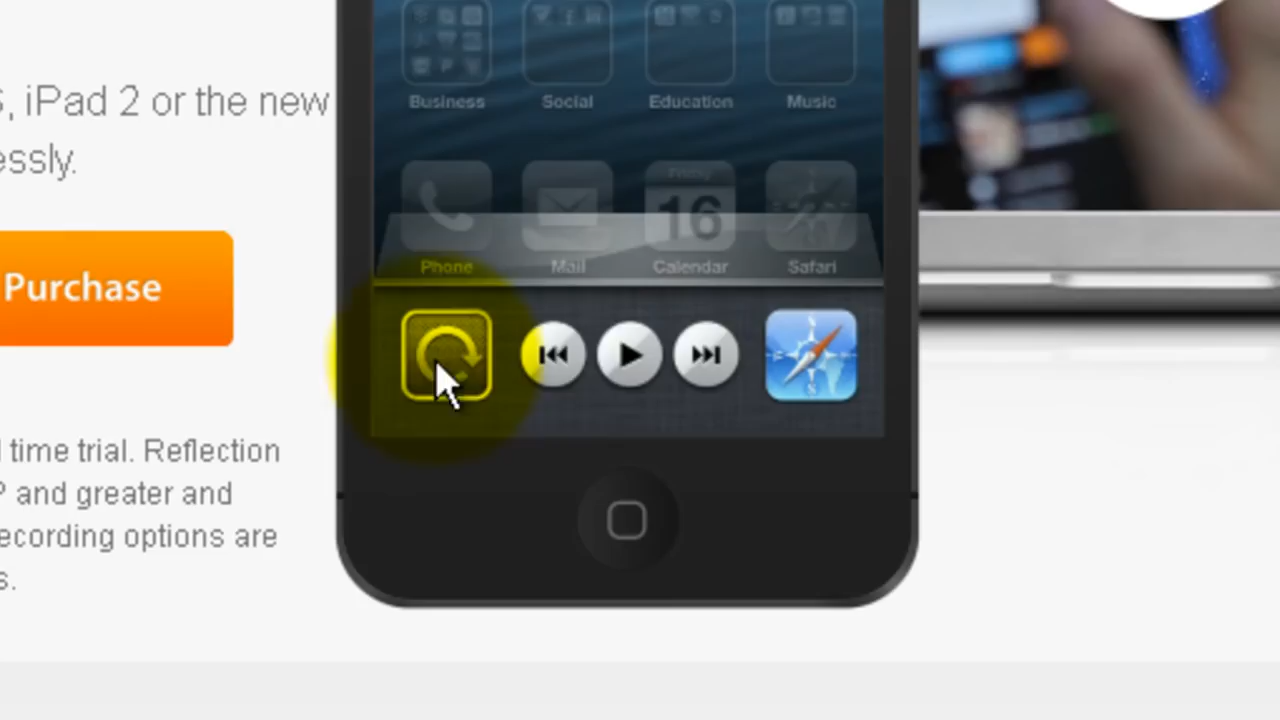 S, iPad 2 or the new
essly.
Purchase
time trial. Reflection
P and greater and
ecording options are
s.
Business
Social
Education
Music
Friday
16
Phone
Mail
Calendar
Safari
N
S